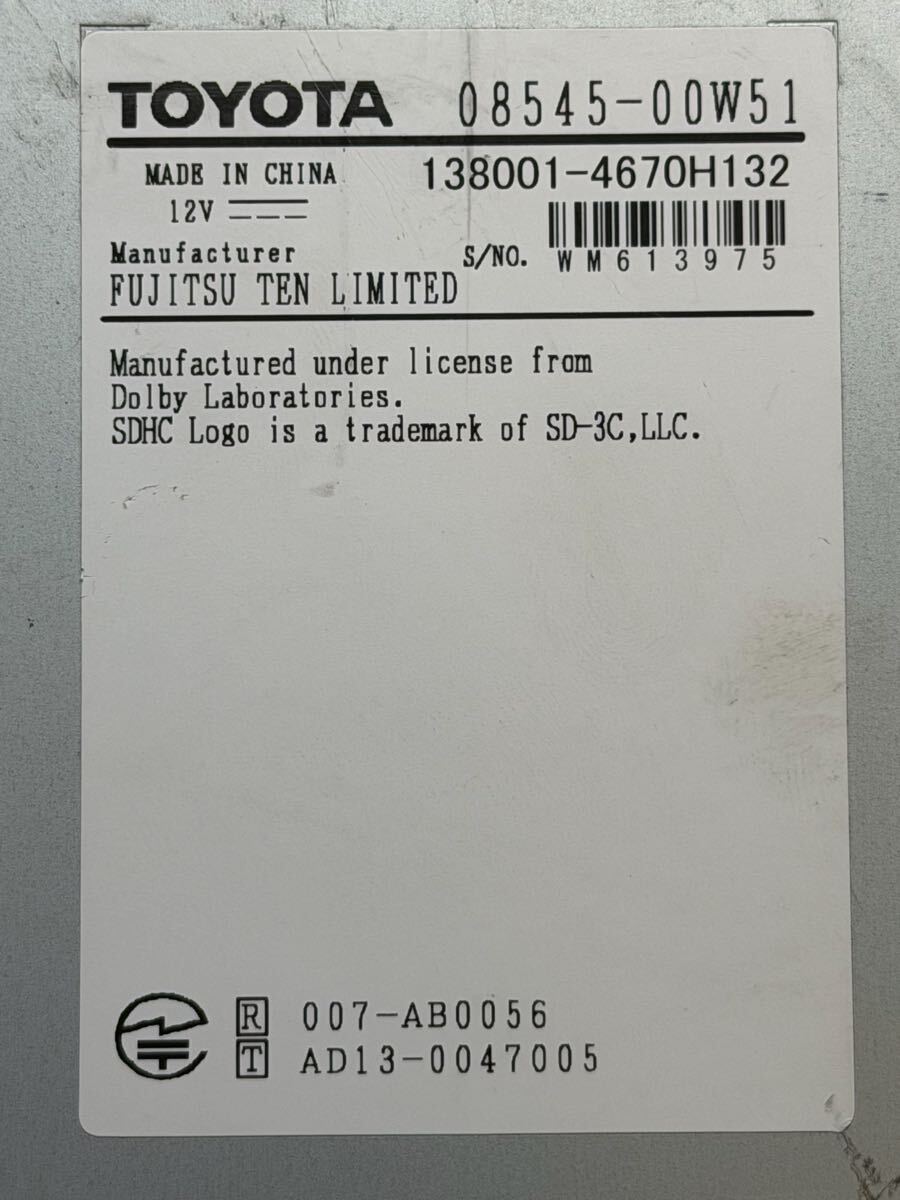 TOYOTA 08545-00W51
MADE IN CHINA 138001-4670H132
12V
Manufacturer S/NO. WM613975
FUJITSU TEN LIMITED
Manufactured under license from
Dolby Laboratories.
SDHC Logo is a trademark of SD-3C,LLC.
R 007-AB0056
T AD13-0047005